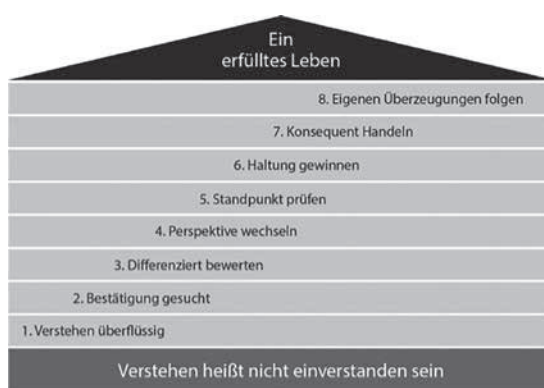 Ein
erfülltes Leben
8. Eigenen Überzeugungen folgen
7. Konsequent Handeln
6. Haltung gewinnen
5. Standpunkt prüfen
4. Perspektive wechseln
3. Differenziert bewerten
2. Bestätigung gesucht
1. Verstehen überflüssig
Verstehen heißt nicht einverstanden sein